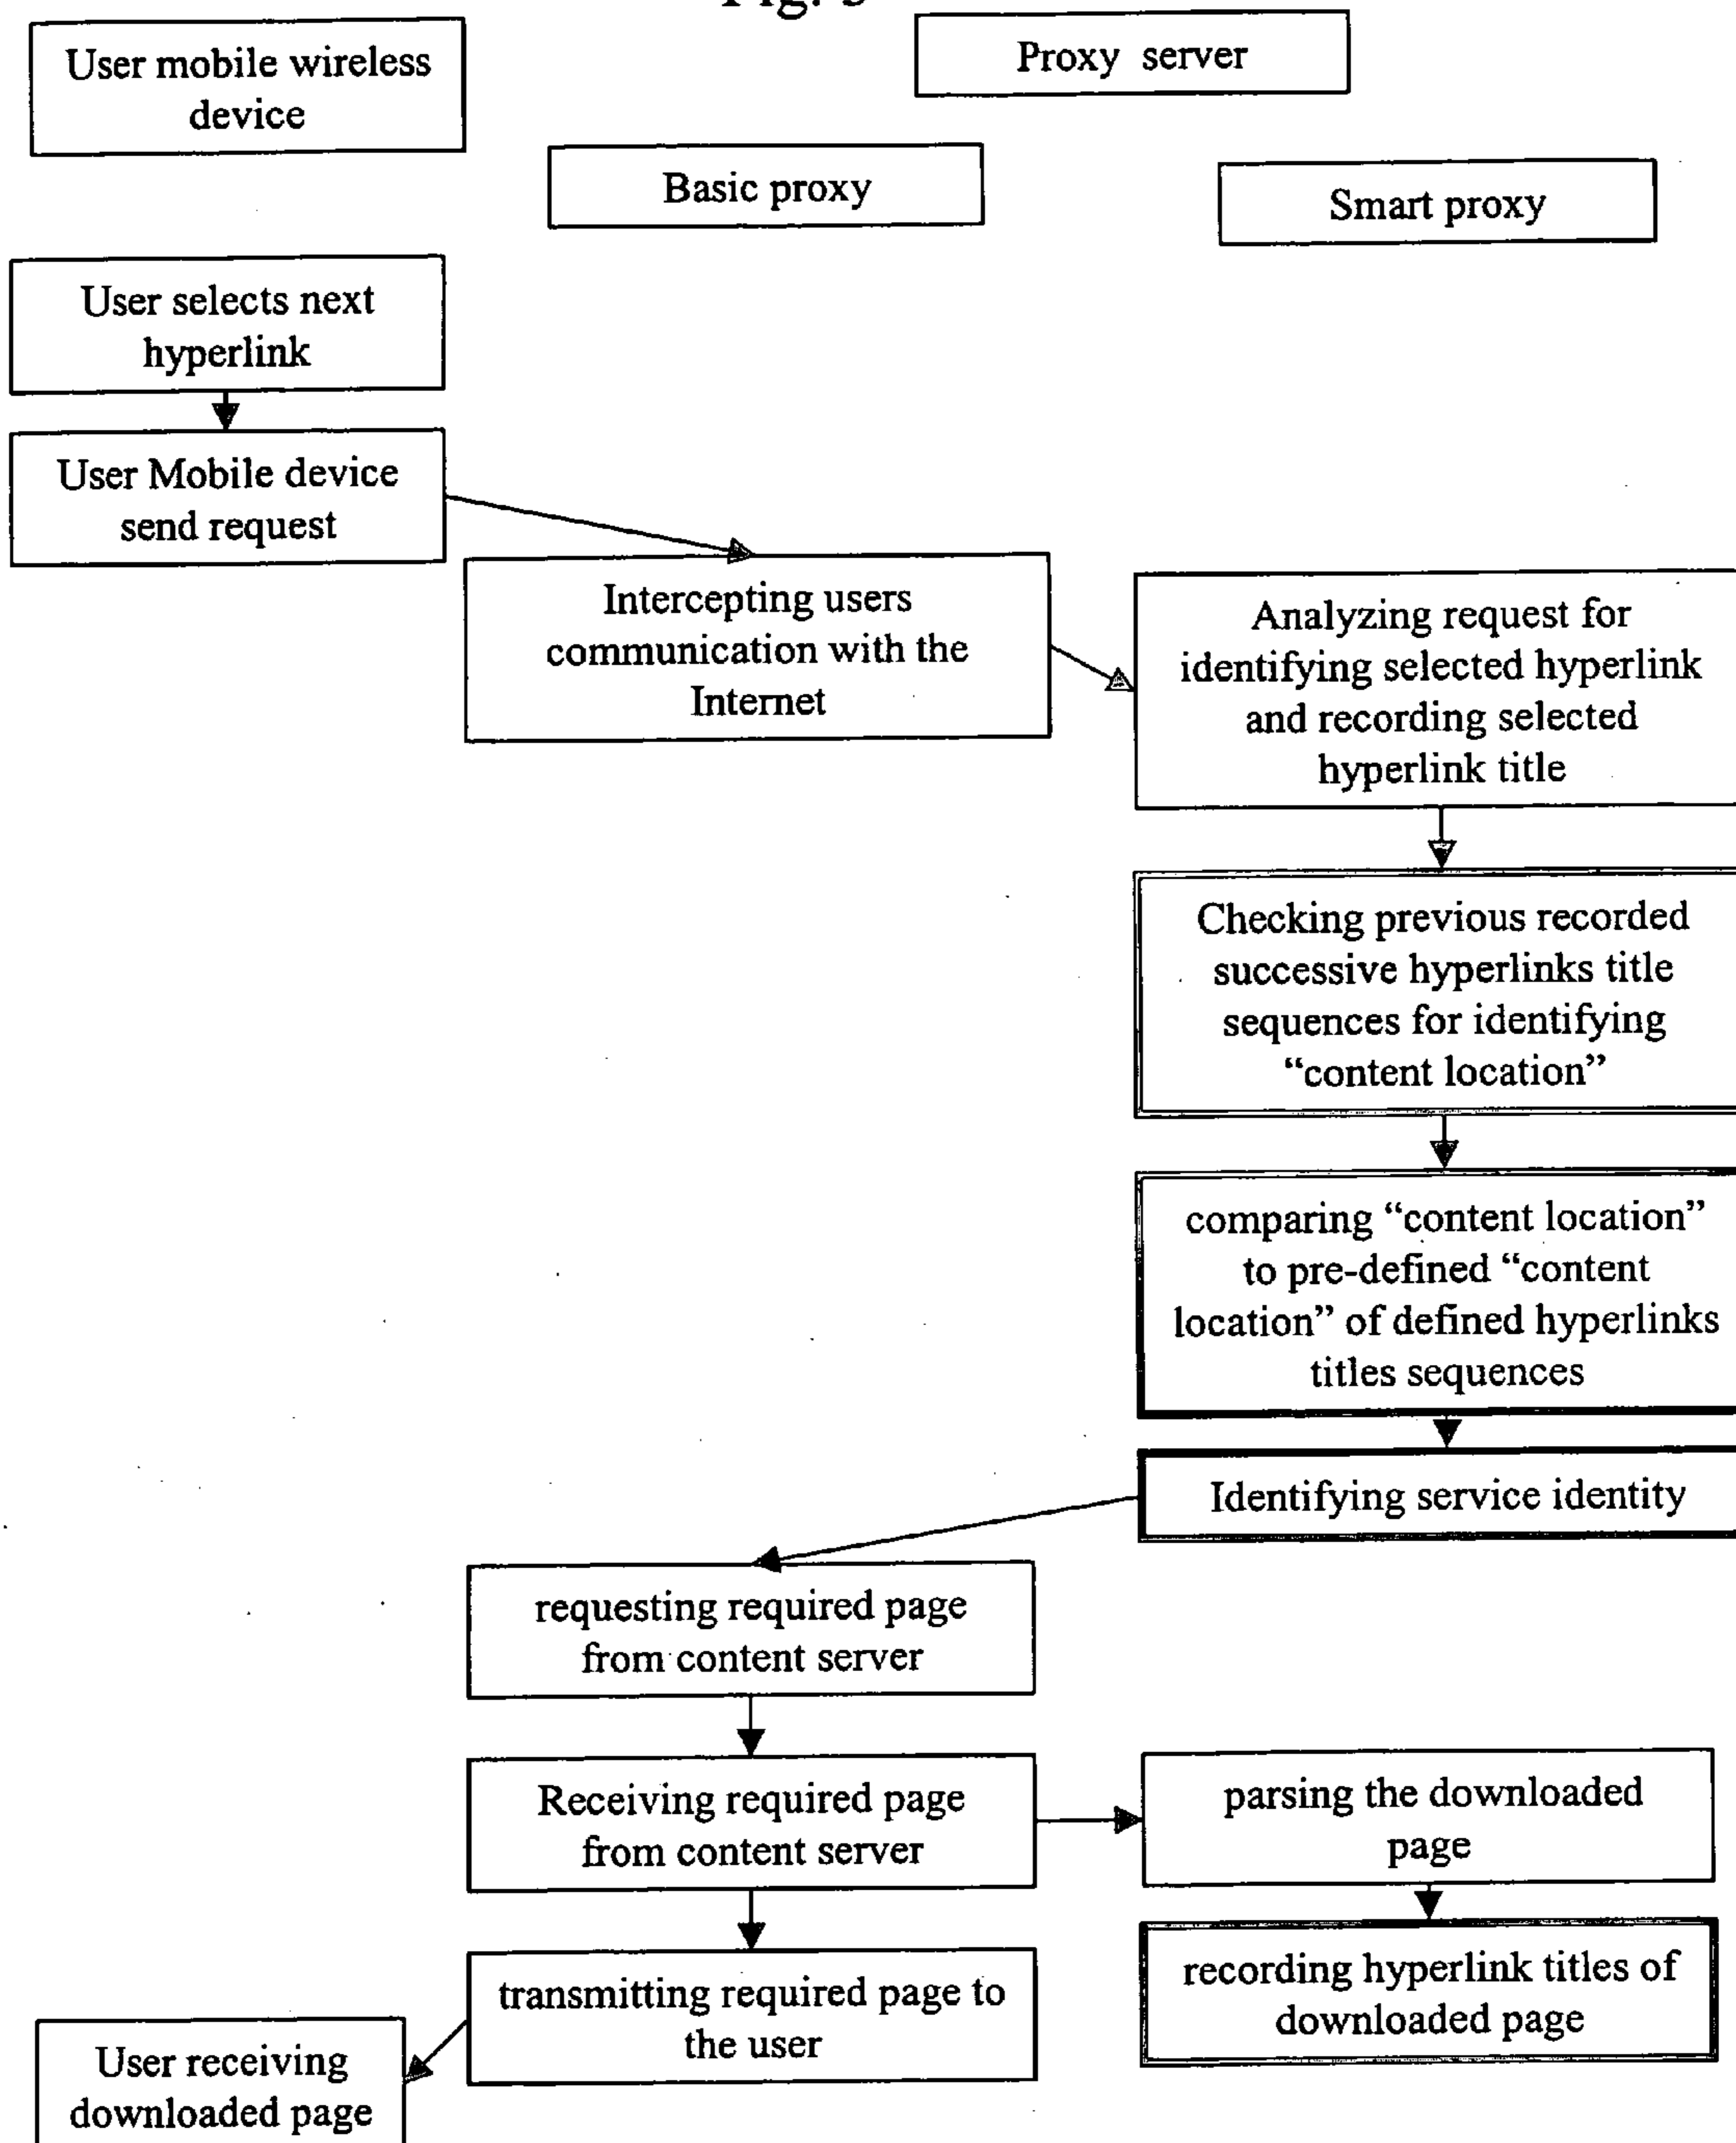 Fig.
Proxy server
User mobile wireless
device
Basic proxy
Smart proxy
User selects next
hyperlink
User Mobile device
send request
Intercepting users
communication with the
Internet
Analyzing request for
identifying selected hyperlink
and recording selected
hyperlink title
Checking previous recorded
successive hyperlinks title
sequences for identifying
“content location”
comparing “content location”
to pre-defined “content
location” of defined hyperlinks
titles sequences
Identifying service identity
requesting required page
from content server
Receiving required page
from content server
parsing the downloaded
page
transmitting required page to
the user
recording hyperlink titles of
downloaded page
User receiving
downloaded page